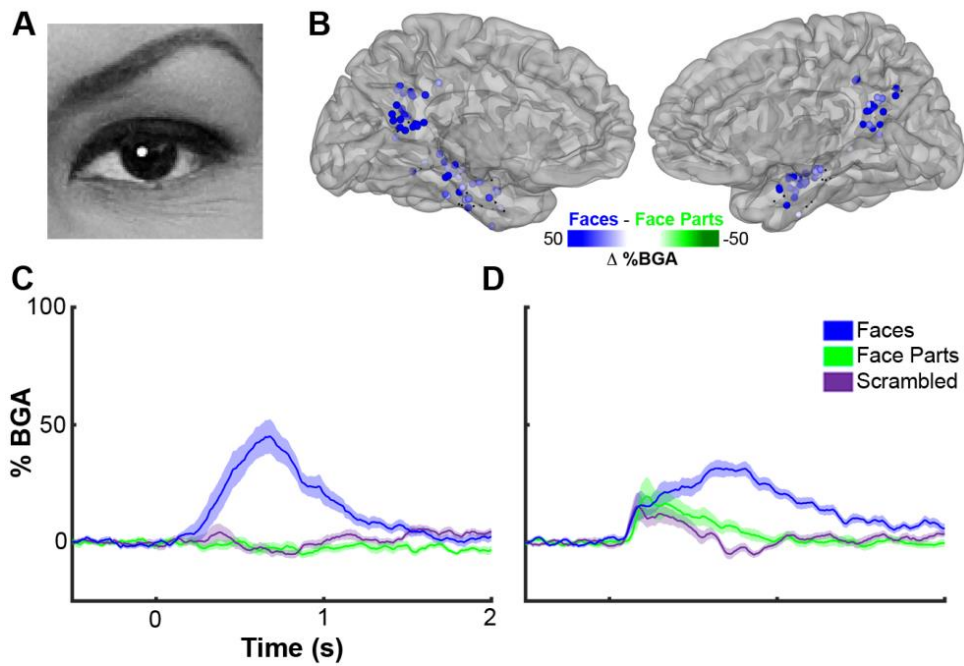 A
B
Faces - Face Parts
50 -50
Δ %BGA
C
D
100
50
0
% BGA
Faces
Face Parts
Scrambled
0 1 2
Time (s)